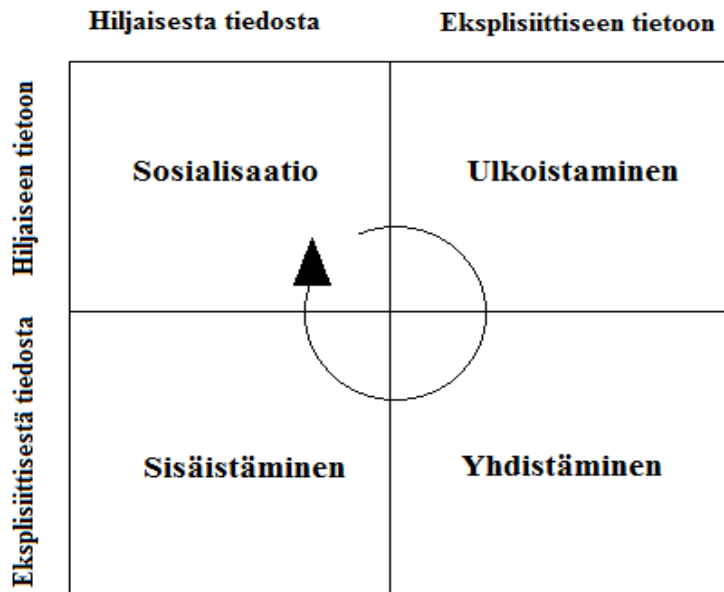 Hiljaisesta tiedosta
Eksplisiittiseen tietoon
Hiljaiseen tietoon
Sosialisaatio
Ulkoistaminen
Eksplisiittisestä tiedosta
Sisäistäminen
Yhdistäminen